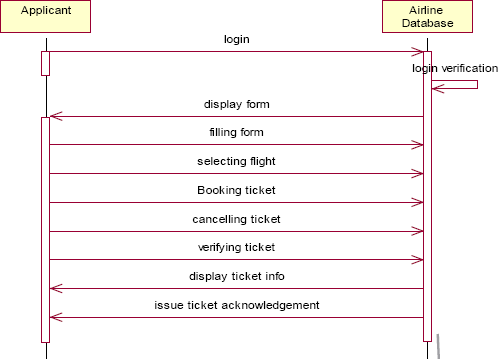 Applicant
Airline
Database
login
login verification
display form
filling form
selecting flight
Booking ticket
cancelling ticket
verifying ticket
display ticket info
issue ticket acknowledgement